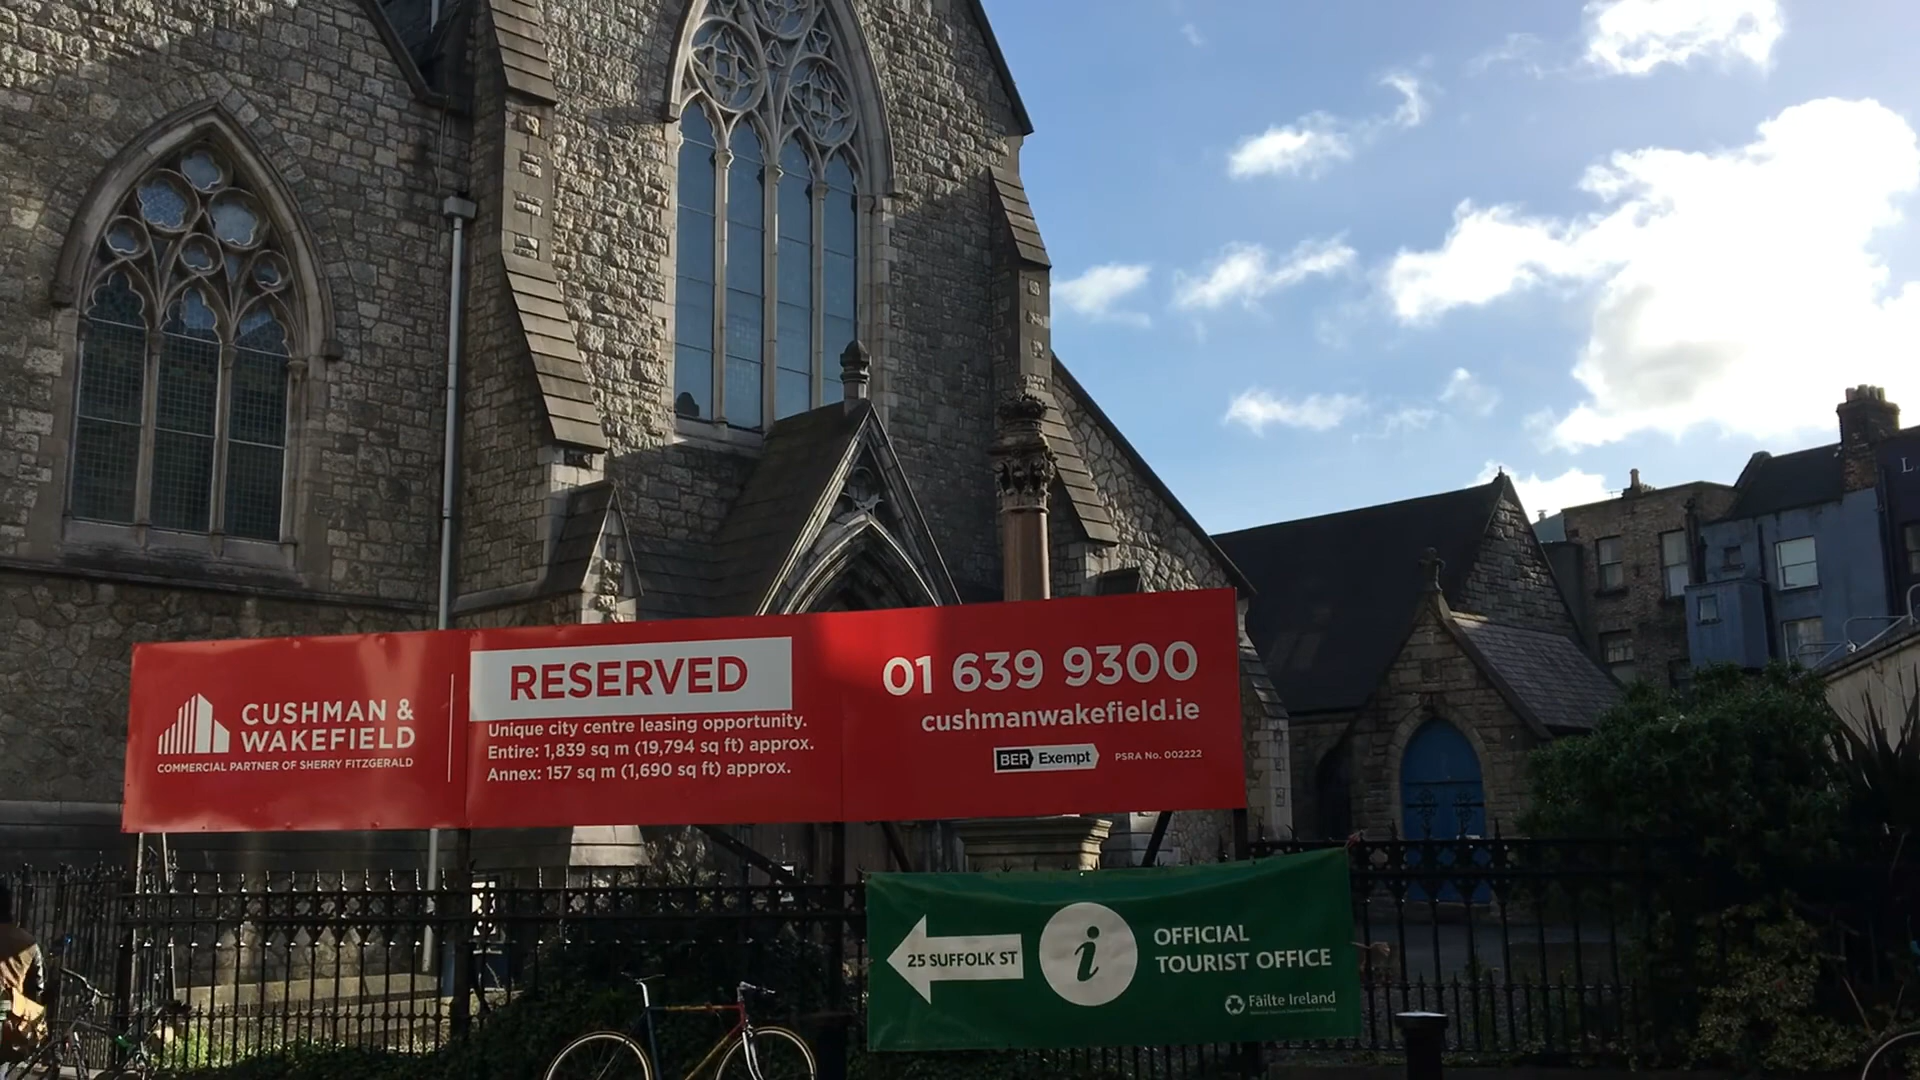 CUSHMAN &
WAKEFIELD
COMMERCIAL PARTNER OF SHERRY FITZGERALD
RESERVED
Unique city centre leasing opportunity.
Entire: 1,839 sq m (19,794 sq ft) approx.
Annex: 157 sq m (1,690 sq ft) approx.
01 639 9300
cushmanwakefield.ie
BER Exempt
PSRA No. 002222
25 SUFFOLK ST
i
OFFICIAL
TOURIST OFFICE
Fáilte Ireland